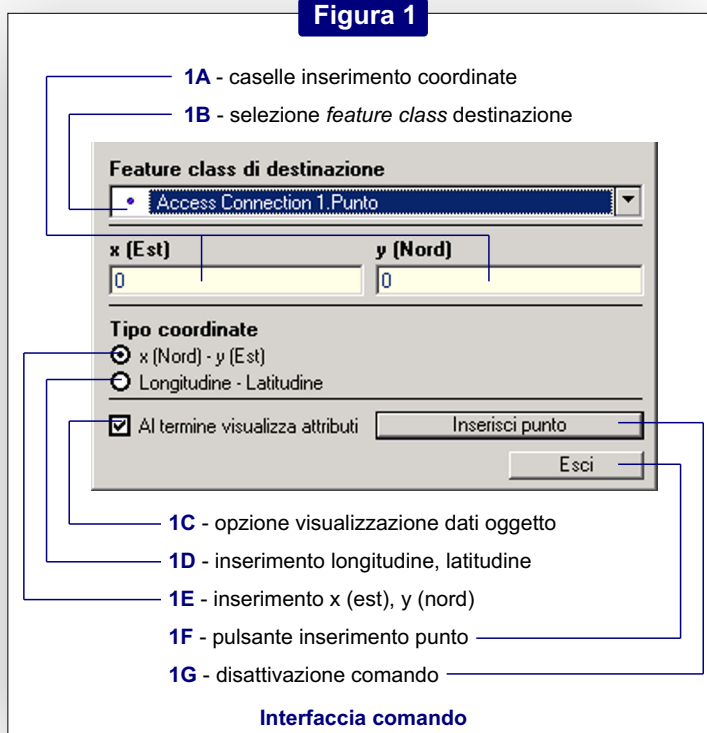 Figura 1
1A - caselle inserimento coordinate
1B - selezione feature class destinazione
Feature class di destinazione
Access Connection 1.Punto
x (Est) y (Nord)
0 0
Tipo coordinate
x (Nord) - y (Est)
Longitudine - Latitudine
Al termine visualizza attributi Inserisci punto
Esci
1C - opzione visualizzazione dati oggetto
1D - inserimento longitudine, latitudine
1E - inserimento x (est), y (nord)
1F - pulsante inserimento punto
1G - disattivazione comando
Interfaccia comando